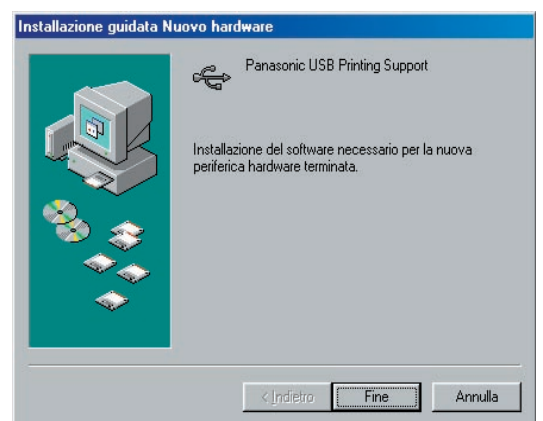 Installazione guidata Nuovo hardware
Panasonic USB Printing Support
Installazione del software necessario per la nuova
periferica hardware terminata.
< Indietro Fine Annulla